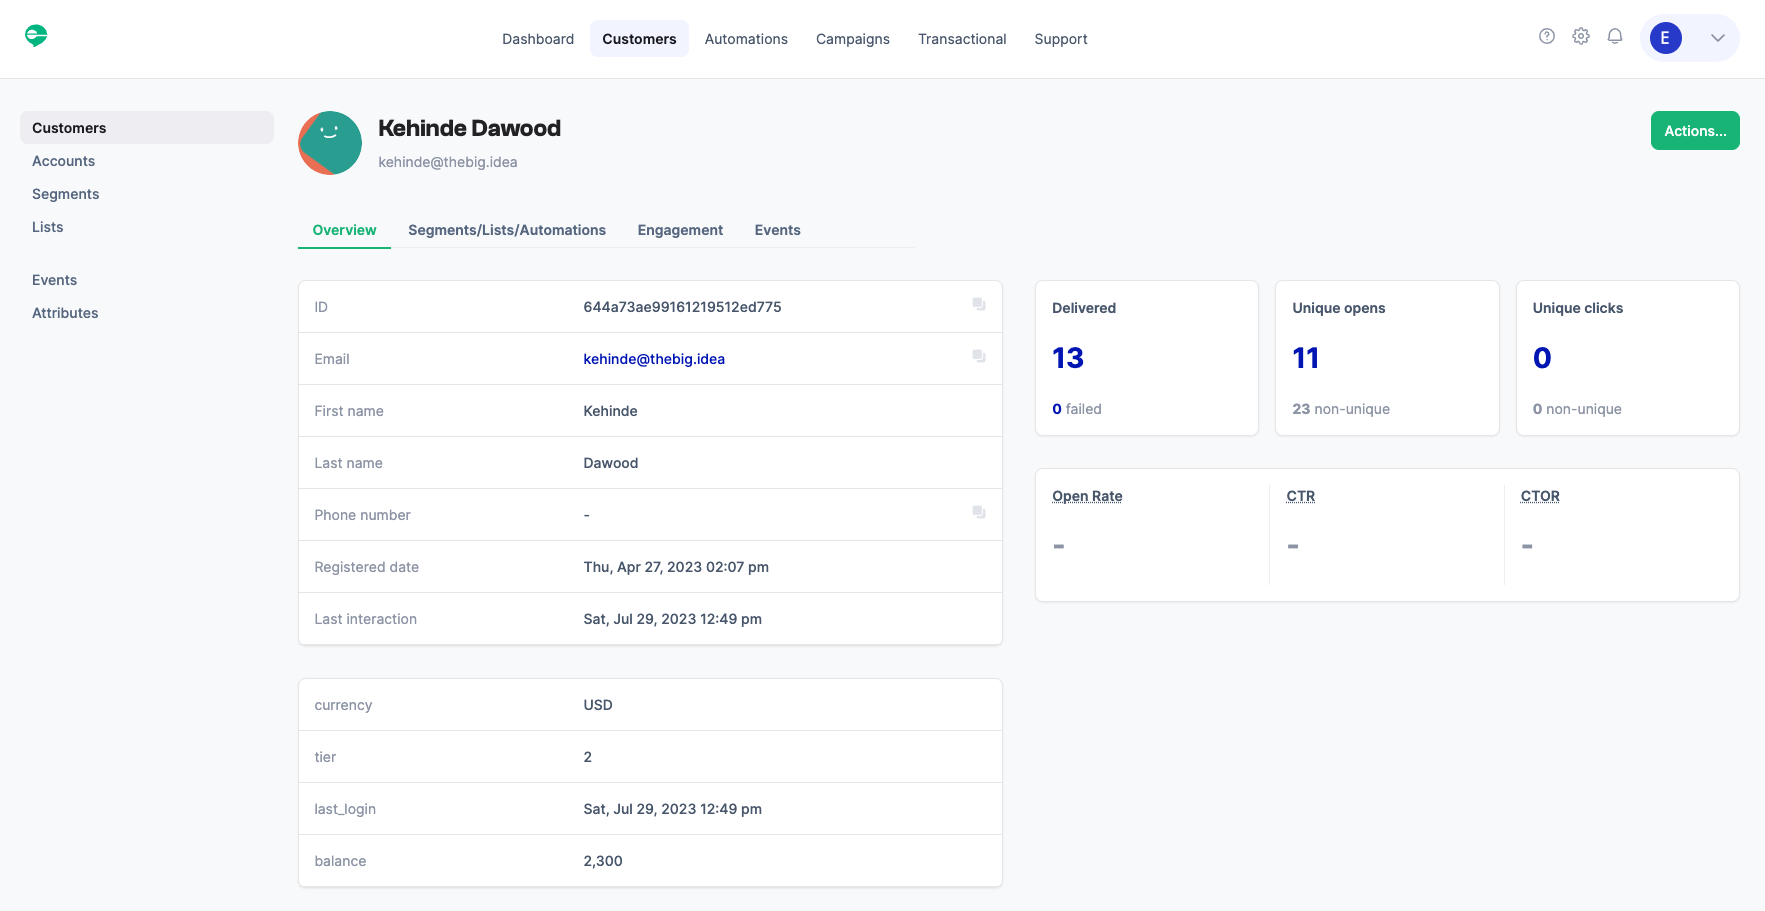 Dashboard Customers Automations Campaigns Transactional Support
E
Customers
Accounts
Segments
Lists
Events
Attributes
Kehinde Dawood
kehinde@thebig.idea
Actions...
Overview Segments/Lists/Automations Engagement Events
ID 644a73ae99161219512ed775
Email kehinde@thebig.idea
First name Kehinde
Last name Dawood
Phone number -
Registered date Thu, Apr 27, 2023 02:07 pm
Last interaction Sat, Jul 29, 2023 12:49 pm
currency USD
tier 2
last_login Sat, Jul 29, 2023 12:49 pm
balance 2,300
Delivered
13
0 failed
Unique opens
11
23 non-unique
Unique clicks
0
0 non-unique
Open Rate
-
CTR
-
CTOR
-